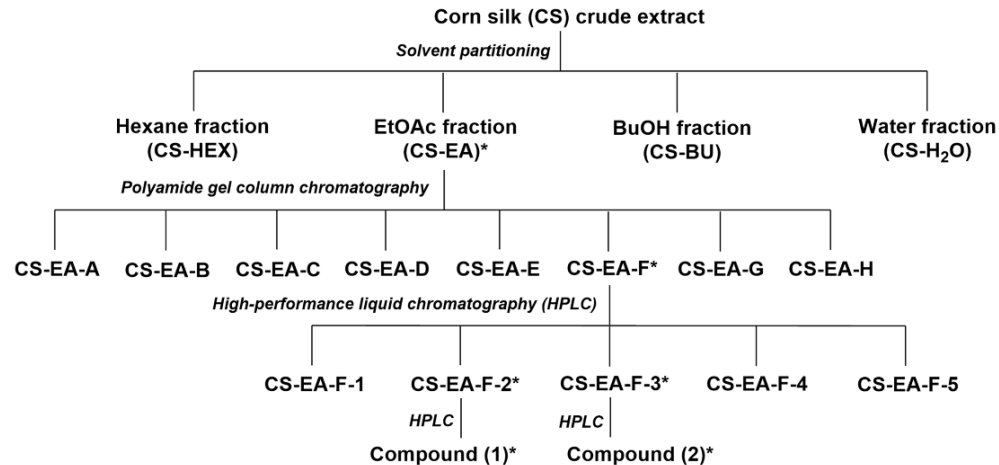 Corn silk (CS) crude extract
Solvent partitioning
Hexane fraction EtOAc fraction BuOH fraction Water fraction
(CS-HEX) (CS-EA)* (CS-BU) (CS-H₂O)
Polyamide gel column chromatography
CS-EA-A CS-EA-B CS-EA-C CS-EA-D CS-EA-E CS-EA-F* CS-EA-G CS-EA-H
High-performance liquid chromatography (HPLC)
CS-EA-F-1 CS-EA-F-2* CS-EA-F-3* CS-EA-F-4 CS-EA-F-5
HPLC HPLC
Compound (1)* Compound (2)*